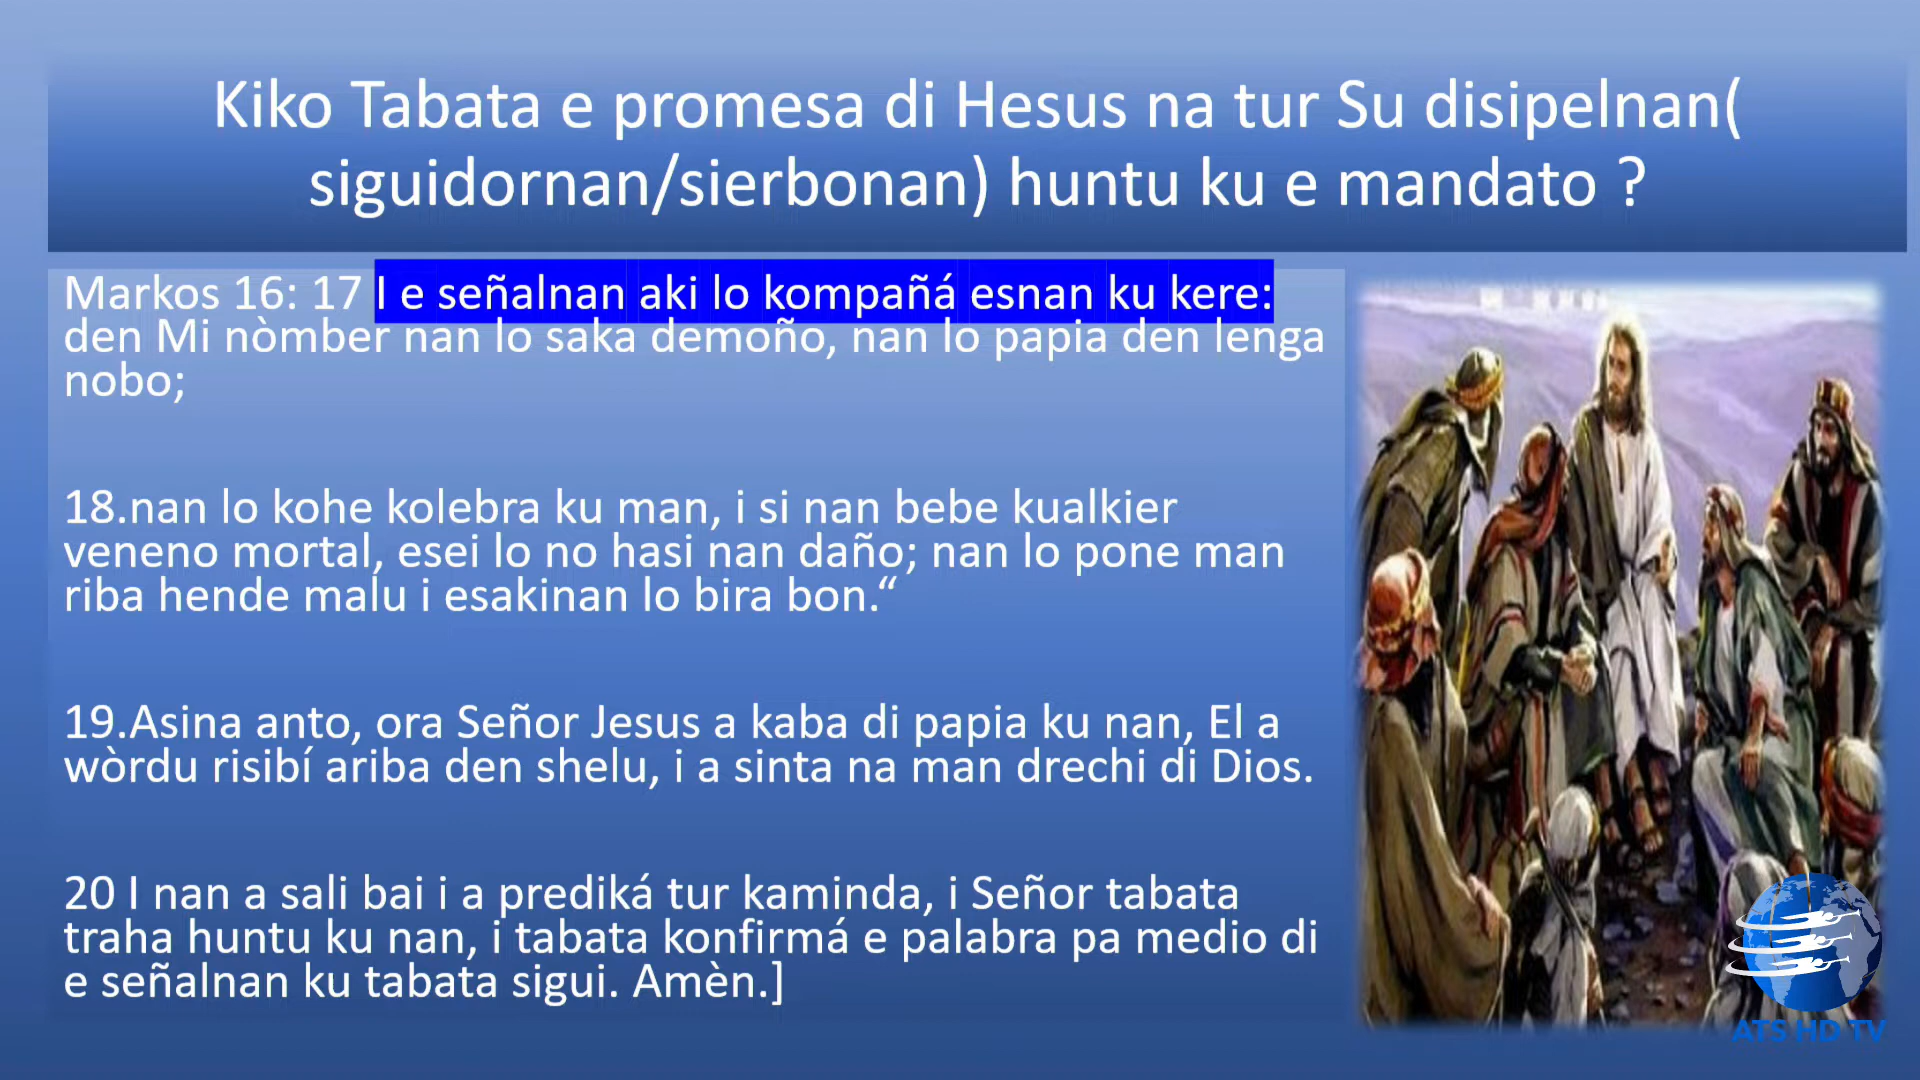 Kiko Tabata e promesa di Hesus na tur Su disipelnan(
siguidornan/sierbonan) huntu ku e mandato ?
Markos 16: 17 I e señalnan aki lo kompañá esnan ku kere:
den Mi nòmber nan lo saka demoño, nan lo papia den lenga
nobo;
18.nan lo kohe kolebra ku man, i si nan bebe kualkier
veneno mortal, esei lo no hasi nan daño; nan lo pone man
riba hende malu i esakinan lo bira bon.“
19.Asina anto, ora Señor Jesus a kaba di papia ku nan, El a
wòrdu risibí ariba den shelu, i a sinta na man drechi di Dios.
20 I nan a sali bai i a prediká tur kaminda, i Señor tabata
traha huntu ku nan, i tabata konfirmá e palabra pa medio di
e señalnan ku tabata sigui. Amèn.]
ATS HD TV